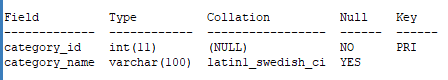 Field Type Collation Null Key
------------- ------------ ----------------- ------ ------
category_id int(11) (NULL) NO PRI
category_name varchar(100) latin1_swedish_ci YES